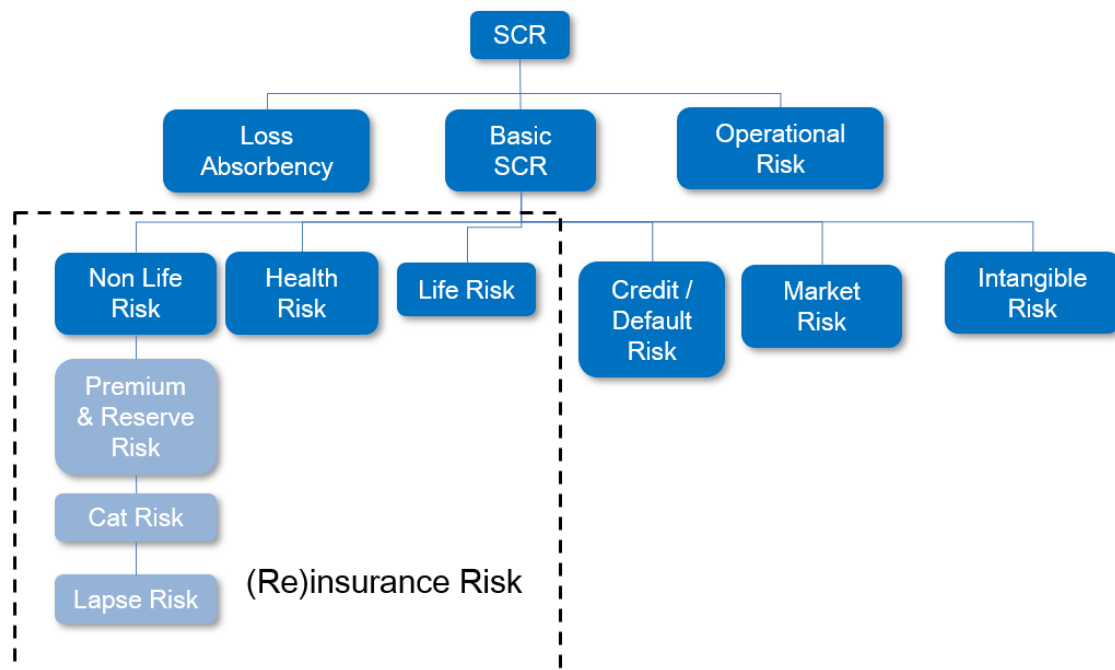 SCR
Loss
Absorbency
Basic
SCR
Operational
Risk
Non Life
Risk
Health
Risk
Life Risk
Credit /
Default
Risk
Market
Risk
Intangible
Risk
Premium
& Reserve
Risk
Cat Risk
Lapse Risk
(Re)insurance Risk